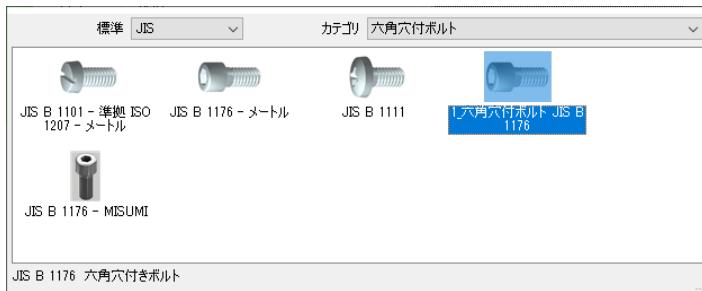 標準 JIS カテゴリ 六角穴付ボルト
JIS B 1101 - 準拠 ISO
1207 - メートル
JIS B 1176 - メートル
JIS B 1111
1_六角穴付ボルト JIS B
1176
JIS B 1176 - MISUMI
JIS B 1176 六角穴付きボルト